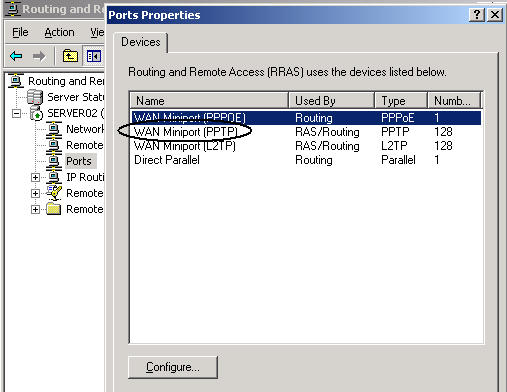 Routing and R
File Action Vie
Routing and Re
Server Stat
SERVER02 (
Network
Remote
Ports
IP Routi
Remote
Remote
Ports Properties
Devices
Routing and Remote Access (RRAS) uses the devices listed below.
Name Used By Type Numb...
WAN Miniport (PPPOE) Routing PPPoE 1
WAN Miniport (PPTP) RAS/Routing PPTP 128
WAN Miniport (L2TP) RAS/Routing L2TP 128
Direct Parallel Routing Parallel 1
Configure...